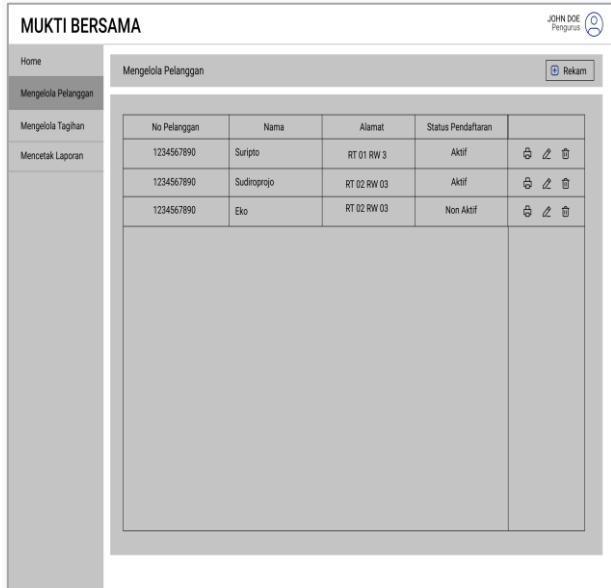 MUKTI BERSAMA
JOHN DOE
Pengurus
Home
Mengelola Pelanggan
Mengelola Tagihan
Mencetak Laporan
Mengelola Pelanggan
Rekam
No Pelanggan Nama Alamat Status Pendaftaran
1234567890 Suripto RT 01 RW 3 Aktif
1234567890 Sudiroprojo RT 02 RW 03 Aktif
1234567890 Eko RT 02 RW 03 Non Aktif